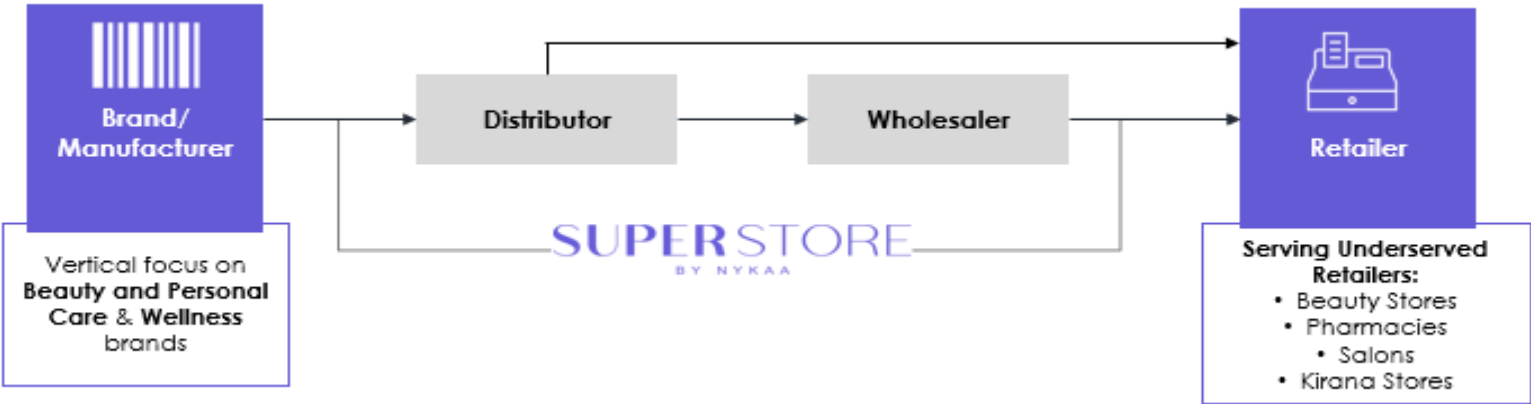 Brand/
Manufacturer
Distributor
Wholesaler
Retailer
SUPERSTORE
BY NYKAA
Vertical focus on
Beauty and Personal
Care & Wellness
brands
Serving Underserved
Retailers:
• Beauty Stores
• Pharmacies
• Salons
• Kirana Stores